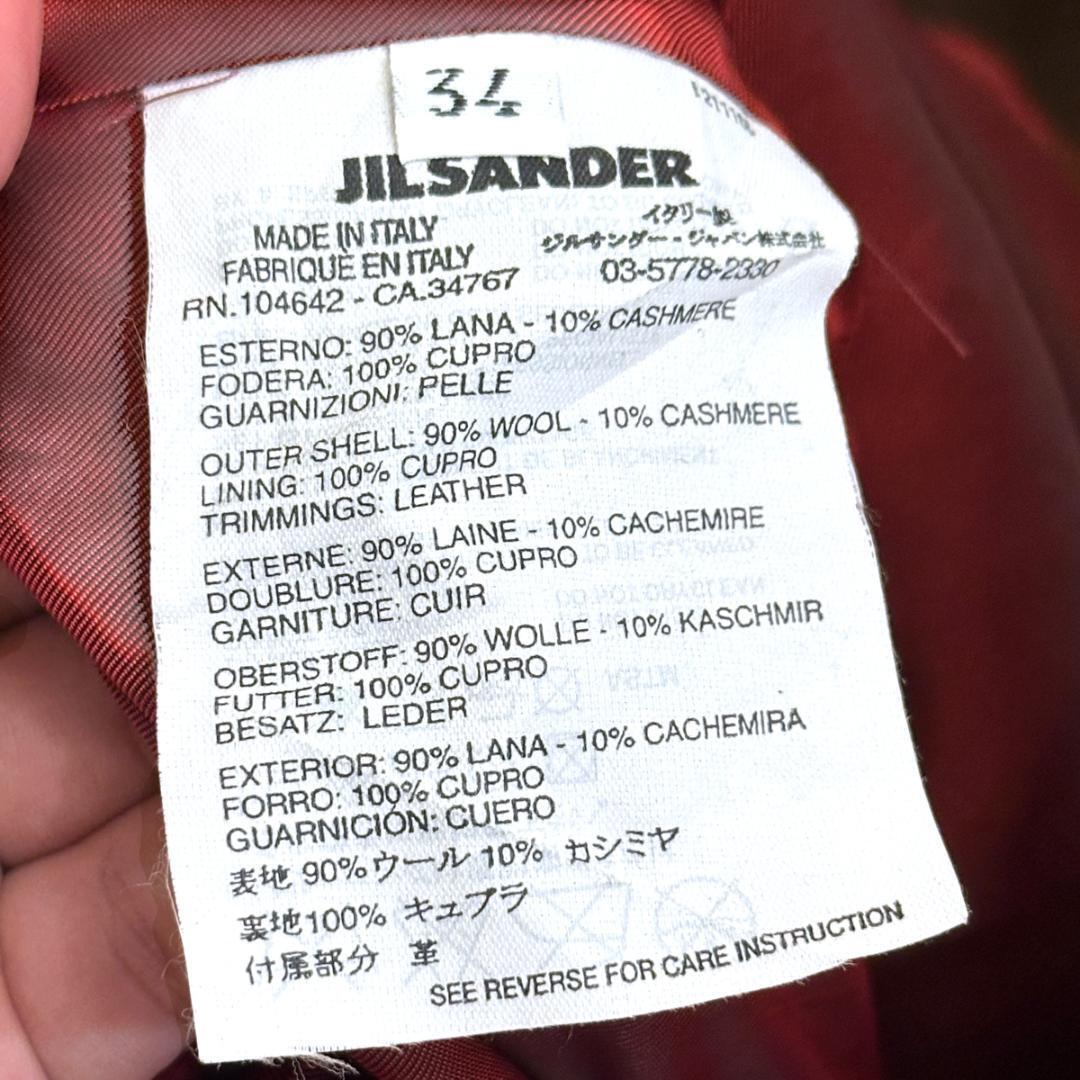 34
JIL SANDER
MADE IN ITALY
FABRIQUÈ EN ITALY
RN.104642 - CA.34767
イタリー製
ジルサンダー・ジャパン株式会社
03-5778-2330
ESTERNO: 90% LANA - 10% CASHMERE
FODERA: 100% CUPRO
GUARNIZIONI: PELLE
OUTER SHELL: 90% WOOL - 10% CASHMERE
LINING: 100% CUPRO
TRIMMINGS: LEATHER
EXTERNE: 90% LAINE - 10% CACHEMIRE
DOUBLURE: 100% CUPRO
GARNITURE: CUIR
OBERSTOFF: 90% WOLLE - 10% KASCHMIR
FUTTER: 100% CUPRO
BESATZ: LEDER
EXTERIOR: 90% LANA - 10% CACHEMIRA
FORRO: 100% CUPRO
GUARNICIÓN: CUERO
表地 90% ウール 10% カシミヤ
裏地100% キュプラ
付属部分 革
SEE REVERSE FOR CARE INSTRUCTION